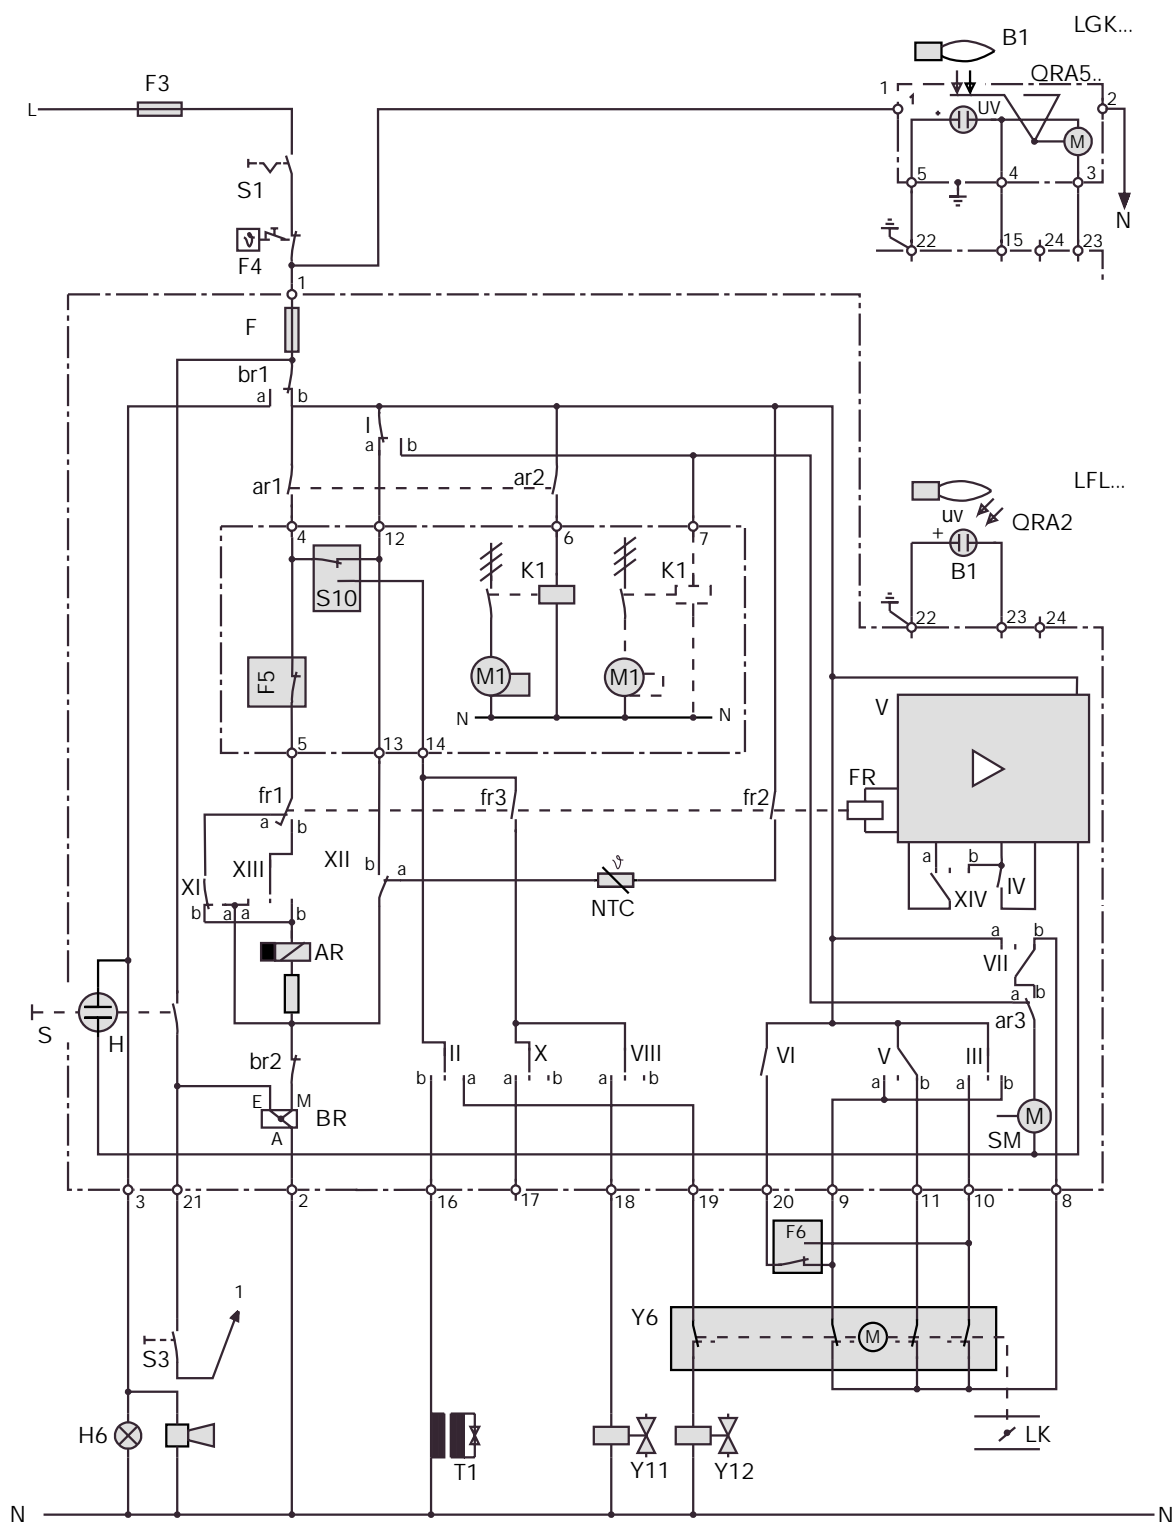 LGK...
B1
F3
QRA5..
1
1
2
L
UV
M
S1
5
4
3
N
ϑ
F4
22
15
24
23
1
F
br1
a
b
I
a
b
ar1
ar2
LFL...
uv
QRA2
+
B1
4
12
6
7
K1
K1
S10
22
23
24
F5
M1
M1
V
N
N
5
13
14
FR
fr1
fr3
fr2
a
b
XII
b
a
ϑ
a
b
XIII
XI
XIV
IV
NTC
b
a
a
b
a
b
AR
VII
a
b
ar3
S
H
br2
II
X
VIII
VI
V
III
b
a
a
b
a
b
a
b
a
b
E
M
BR
A
M
SM
3
21
2
16
17
18
19
20
9
11
10
8
F6
1
Y6
M
S3
H6
LK
T1
Y11
Y12
N
N